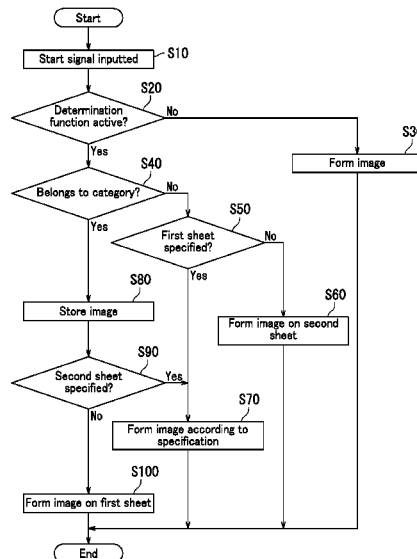 Start
Start signal inputted
S10
S20
Determination
function active?
No
Yes
S30
Form image
S40
Belongs to category?
No
Yes
S50
First sheet
specified?
No
Yes
S60
Form image on second
sheet
S80
Store image
S90
Second sheet
specified?
Yes
No
S70
Form image according to
specification
S100
Form image on first sheet
End